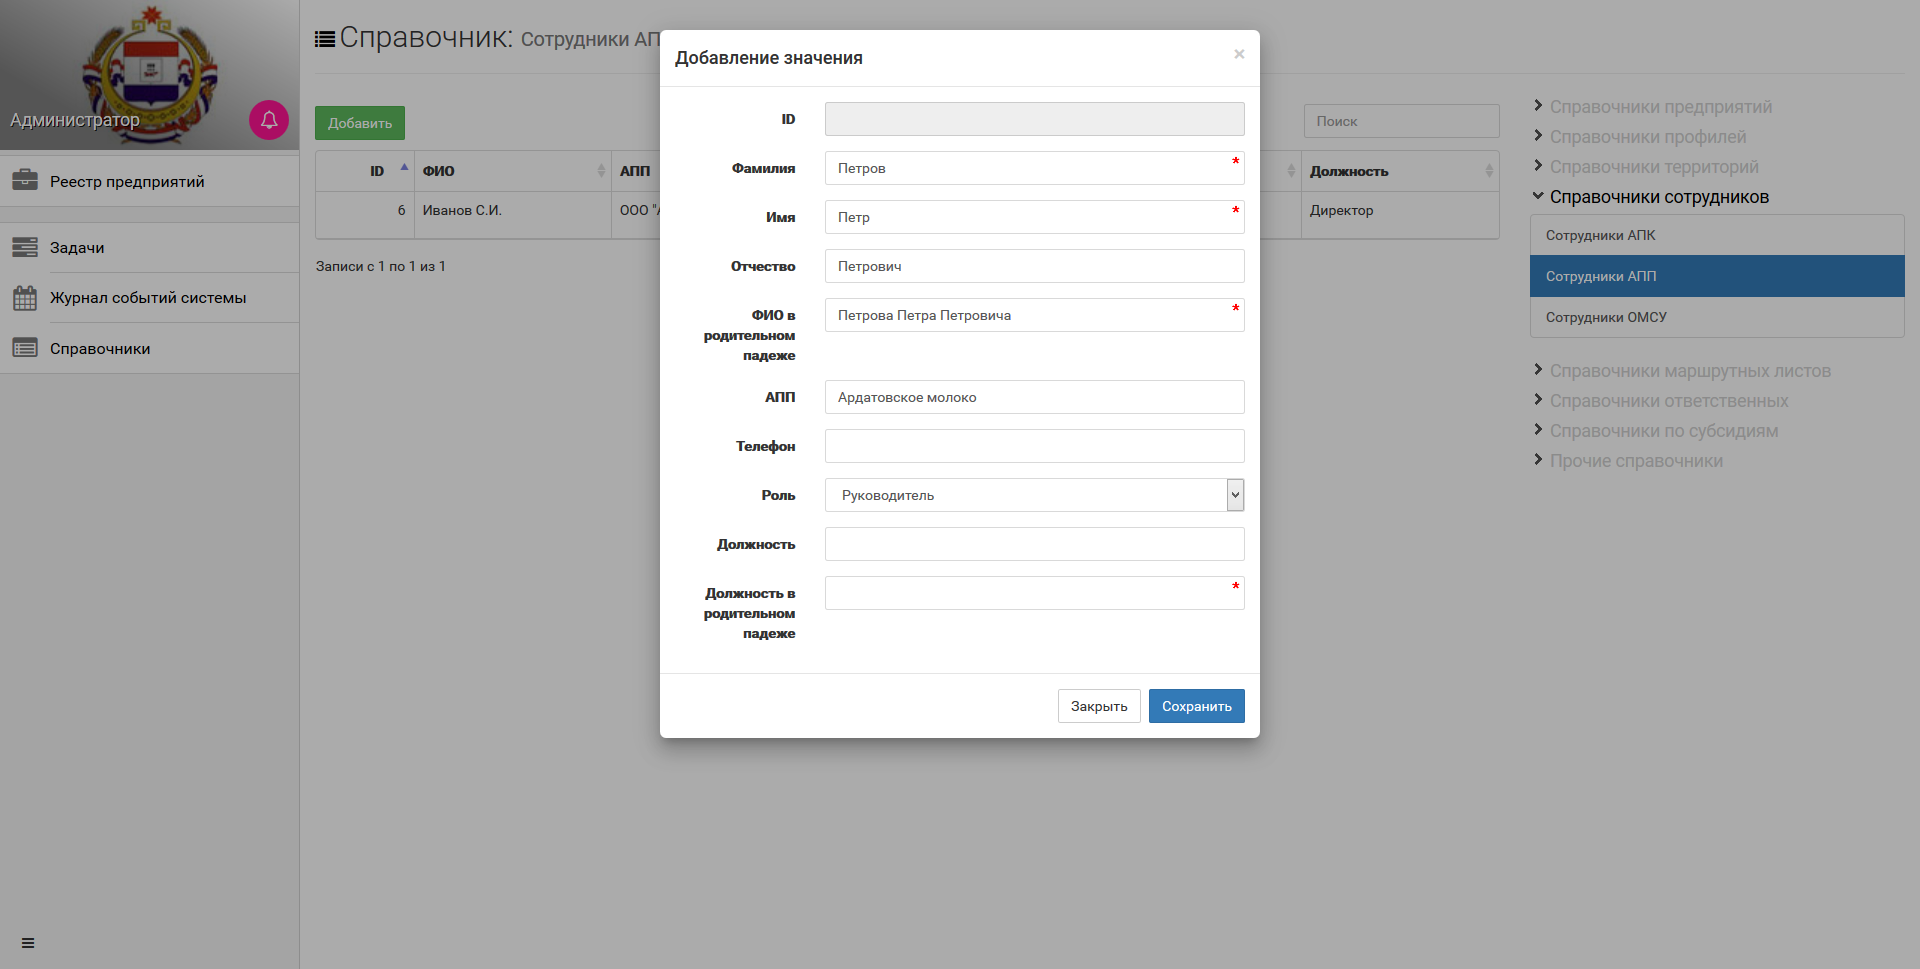 Администратор
Реестр предприятий
Задачи
Журнал событий системы
Справочники
Справочник: Сотрудники АП
Добавить
Поиск
ID ФИО АПП Должность
6 Иванов С.И. ООО "А Директор
Записи с 1 по 1 из 1
Добавление значения ×
ID
Фамилия Петров *
Имя Петр *
Отчество Петрович
ФИО в Петрова Петра Петровича *
родительном
падеже
АПП Ардатовское молоко
Телефон
Роль Руководитель
Должность
Должность в *
родительном
падеже
Закрыть Сохранить
Справочники предприятий
Справочники профилей
Справочники территорий
Справочники сотрудников
Сотрудники АПК
Сотрудники АПП
Сотрудники ОМСУ
Справочники маршрутных листов
Справочники ответственных
Справочники по субсидиям
Прочие справочники